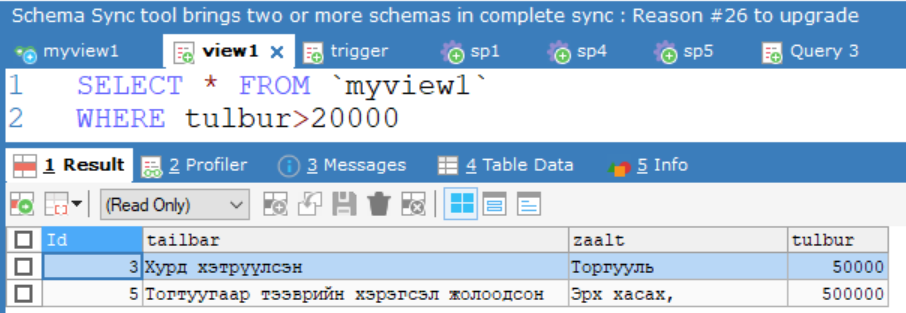 Schema Sync tool brings two or more schemas in complete sync : Reason #26 to upgrade
myview1 view1 trigger sp1 sp4 sp5 Query 3
1 SELECT * FROM `myview1`
2 WHERE tulbur>20000
1 Result 2 Profiler 3 Messages 4 Table Data 5 Info
(Read Only)
Id tailbar zaalt tulbur
3 Хурд хэтрүүлсэн Торгууль 50000
5 Тогтуугаар тээврийн хэрэгсэл жолоодсон Эрх хасах, 500000